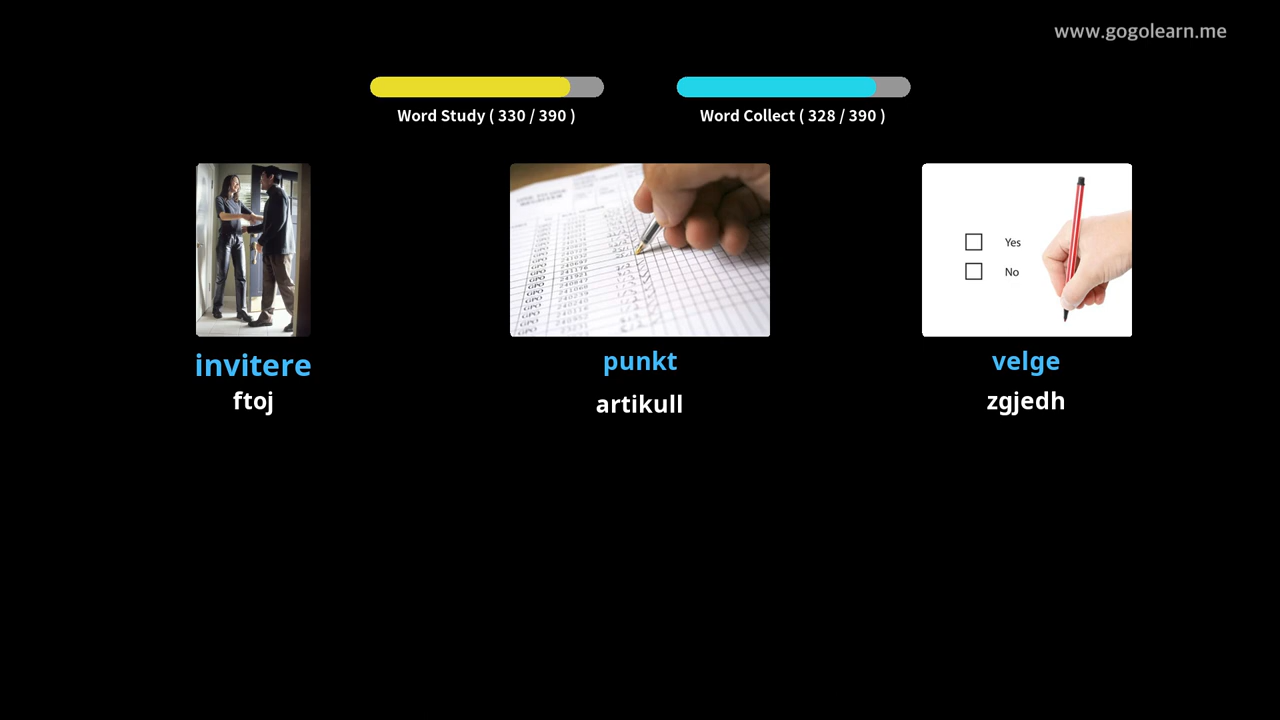 www.gogolearn.me
Word Study ( 330 / 390 )
Word Collect ( 328 / 390 )
Yes
No
invitere
punkt
velge
ftoj
artikull
zgjedh